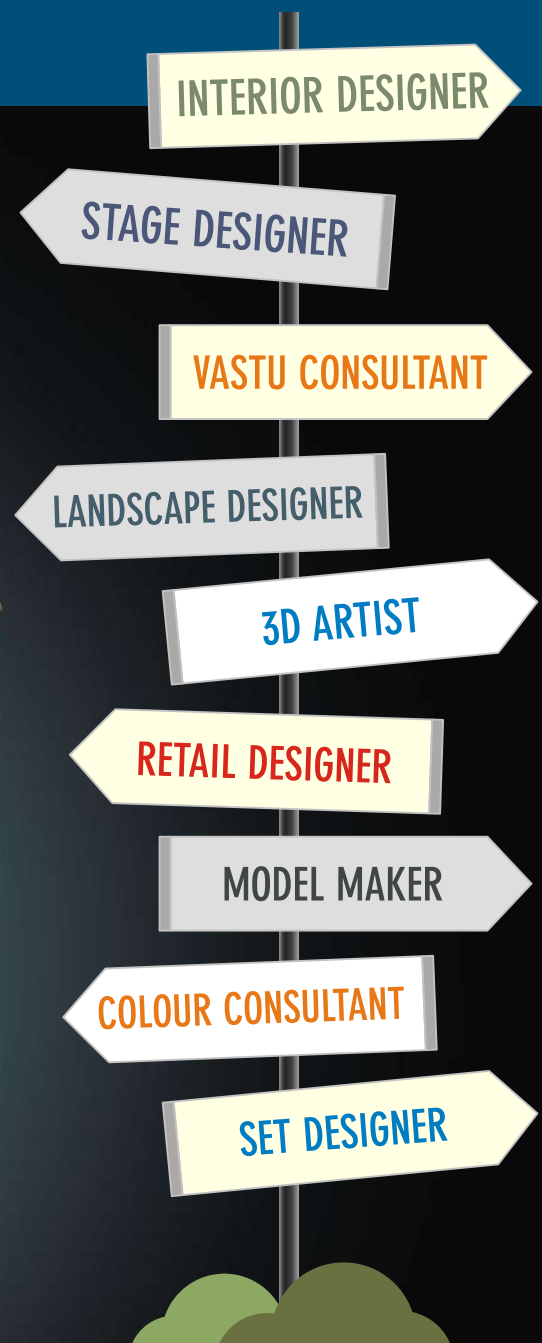 INTERIOR DESIGNER
STAGE DESIGNER
VASTU CONSULTANT
LANDSCAPE DESIGNER
3D ARTIST
RETAIL DESIGNER
MODEL MAKER
COLOUR CONSULTANT
SET DESIGNER